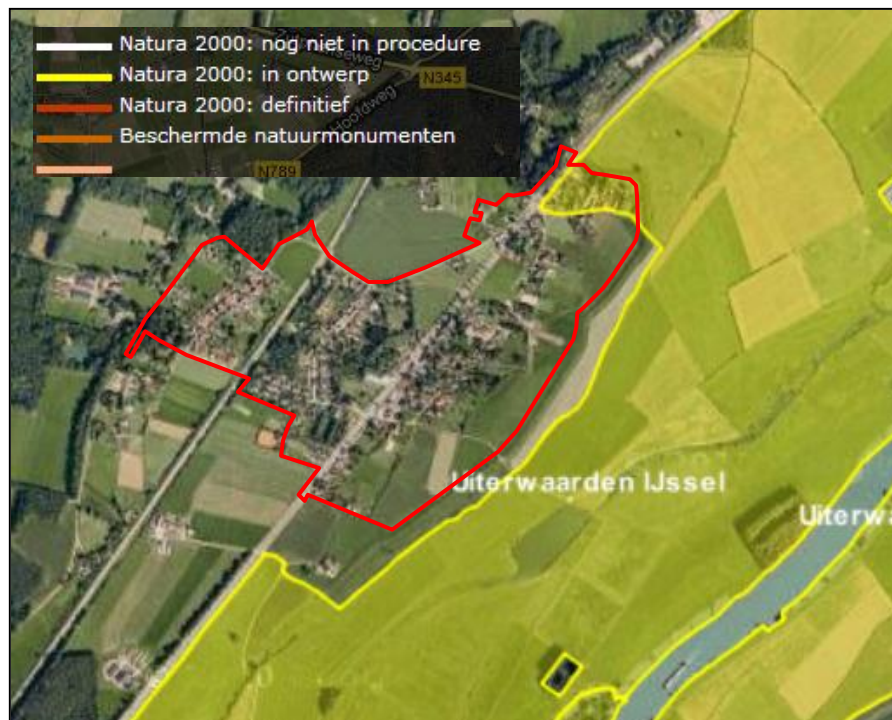 Natura 2000: nog niet in procedure
Natura 2000: in ontwerp
N345
Natura 2000: definitief
Hoofdweg
Beschermde natuurmonumenten
N789
Uiterwaarden IJssel
Uiterwa